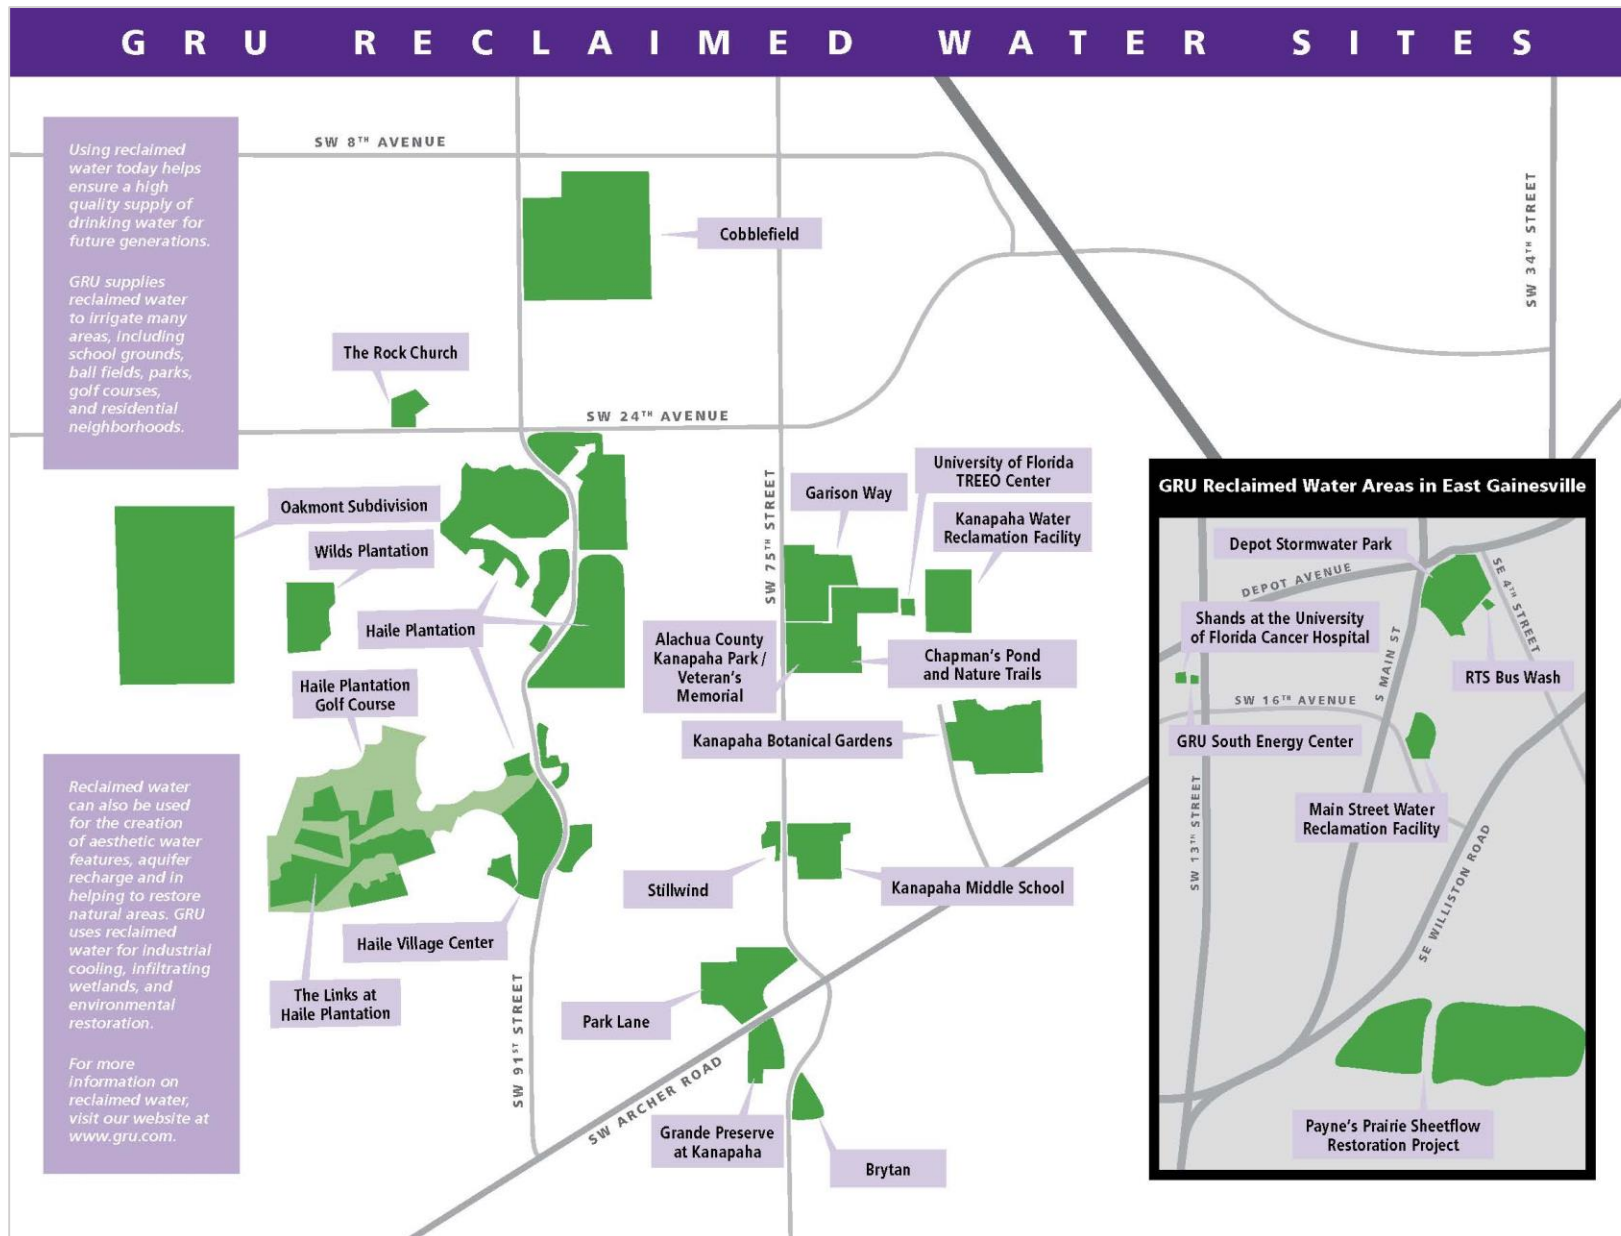 GRU RECLAIMED WATER SITES
Using reclaimed
water today helps
ensure a high
quality supply of
drinking water for
future generations.
GRU supplies
reclaimed water
to irrigate many
areas, including
school grounds,
ball fields, parks,
golf courses,
and residential
neighborhoods.
Reclaimed water
can also be used
for the creation
of aesthetic water
features, aquifer
recharge and in
helping to restore
natural areas. GRU
uses reclaimed
water for industrial
cooling, infiltrating
wetlands, and
environmental
restoration.
For more
information on
reclaimed water,
visit our website at
www.gru.com.
SW 8TH AVENUE
SW 34TH STREET
Cobblefield
The Rock Church
SW 24TH AVENUE
Oakmont Subdivision
Wilds Plantation
Haile Plantation
Haile Plantation
Golf Course
Haile Village Center
The Links at
Haile Plantation
SW 91ST STREET
SW 75TH STREET
Garison Way
University of Florida
TREEO Center
Kanapaha Water
Reclamation Facility
Alachua County
Kanapaha Park /
Veteran's
Memorial
Chapman's Pond
and Nature Trails
Kanapaha Botanical Gardens
Stillwind
Kanapaha Middle School
Park Lane
SW ARCHER ROAD
Grande Preserve
at Kanapaha
Brytan
GRU Reclaimed Water Areas in East Gainesville
Depot Stormwater Park
DEPOT AVENUE
SE 4TH STREET
Shands at the University
of Florida Cancer Hospital
S MAIN ST
RTS Bus Wash
SW 16TH AVENUE
GRU South Energy Center
SW 13TH STREET
Main Street Water
Reclamation Facility
SE WILLISTON ROAD
Payne's Prairie Sheetflow
Restoration Project